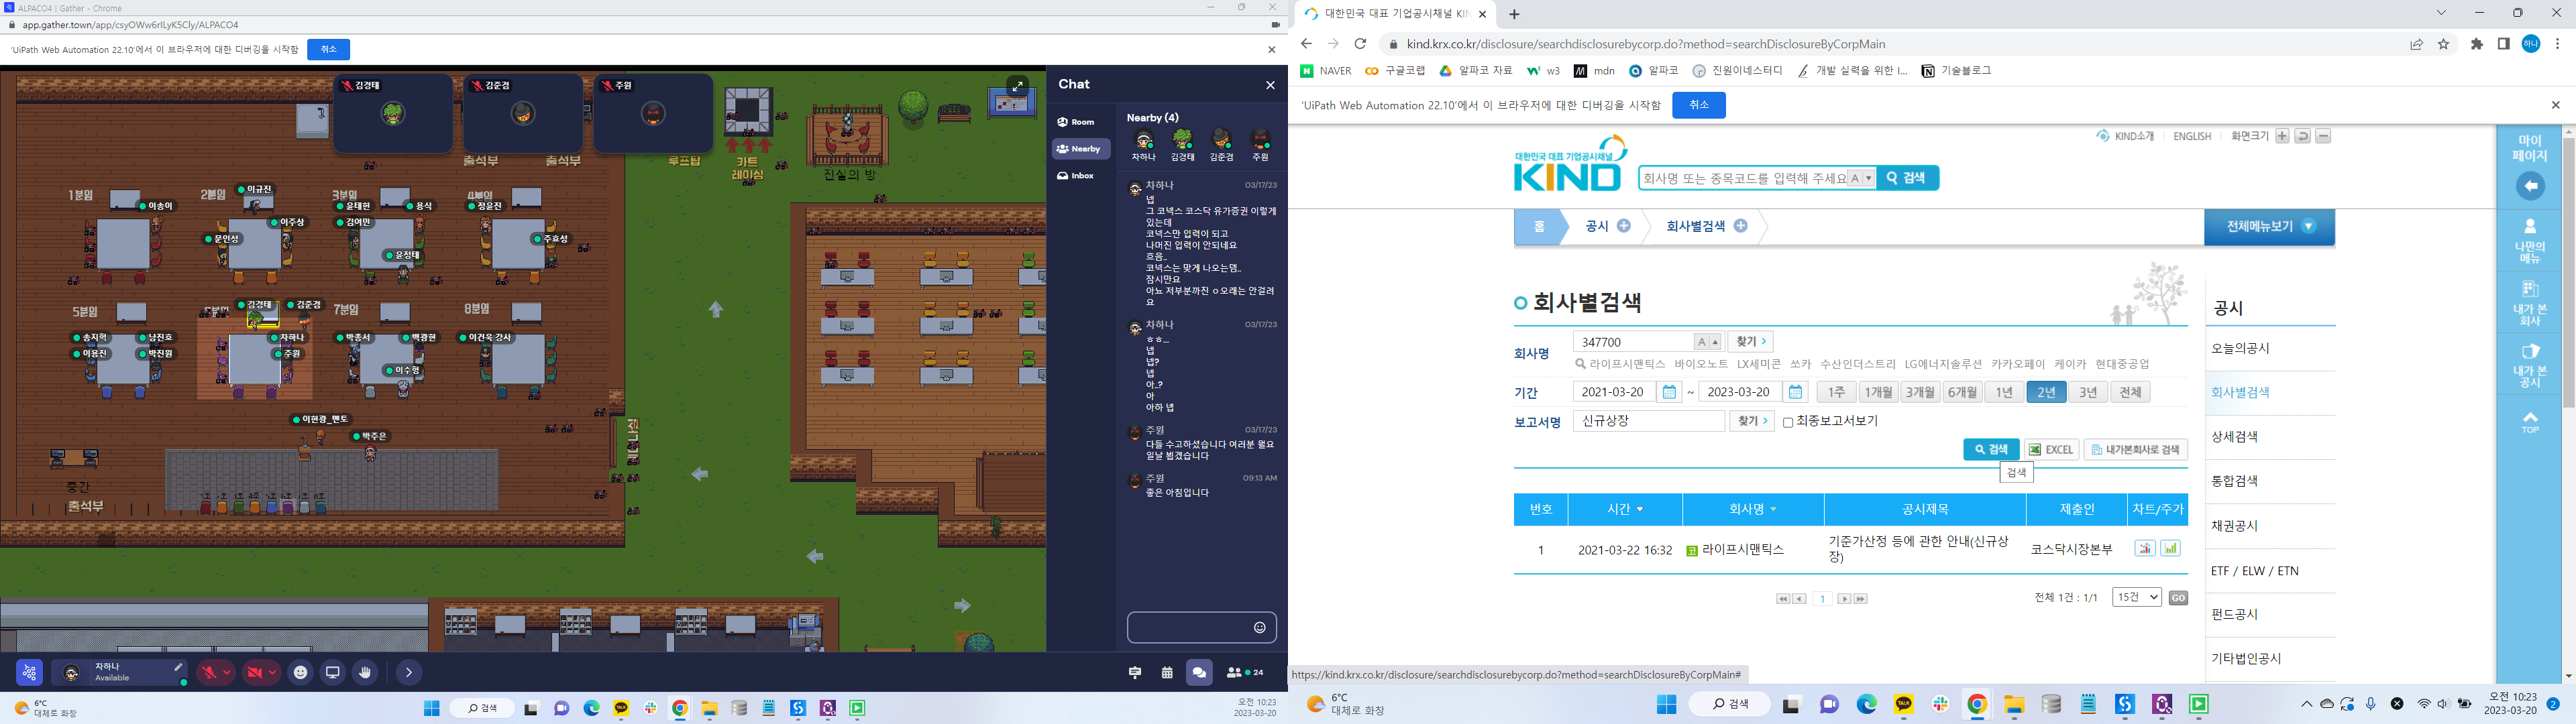 ALPACO4 | Gather - Chrome
app.gather.town/app/csyOWw6rILyK5Cly/ALPACO4
'UiPath Web Automation 22.10'에서 이 브라우저에 대한 디버깅을 시작함
취소
김경태
김준겸
주원
출석부
출석부
루프탑
카트
레이싱
진실의 방
1분임
2분임
3분임
4분임
이송이
이규진
이주상
문인성
윤태현
용식
김여민
윤정태
정윤진
주효성
5분임
7분임
8분임
김경태
김준겸
송지혁
남진호
이용진
박진원
차하나
주원
박종서
박광현
이수형
이건욱 강사
이현광_멘토
박주은
중간
출석부
1조 2조 3조 4조 5조 6조 7조 8조
Chat
Room
Nearby
Inbox
Nearby (4)
차하나
김경태
김준겸
주원
차하나
03/17/23
넵
그 코넥스 코스닥 유가증권 이렇게
있는데
코넥스만 입력이 되고
나머진 입력이 안되네요
흐음..
코넥스는 맞게 나오는뎀..
잠시만요
아뇨 저부분까진 ㅇ오래는 안걸려
요
차하나
03/17/23
ㅎㅎ...
넵
넵?
넵
아..?
아
아하 넵
주원
03/17/23
다들 수고하셨습니다 여러분 월요
일날 뵙겠습니다
주원
09:13 AM
좋은 아침입니다
차하나
Available
24
6°C
대체로 화창
검색
오전 10:23
2023-03-20
대한민국 대표 기업공시채널 KIN
kind.krx.co.kr/disclosure/searchdisclosurebycorp.do?method=searchDisclosureByCorpMain
하나
NAVER
구글코랩
알파코 자료
w3
mdn
알파코
진원이네스터디
개발 실력을 위한 I...
기술블로그
'UiPath Web Automation 22.10'에서 이 브라우저에 대한 디버깅을 시작함
취소
KIND소개
ENGLISH
화면크기
대한민국 대표 기업공시채널
KIND
회사명 또는 종목코드를 입력해 주세요
A
검색
홈
공시
회사별검색
전체메뉴보기
마이
페이지
나만의
메뉴
내가 본
회사
내가 본
공시
TOP
회사별검색
회사명
347700
A
찾기
라이프시맨틱스 바이오노트 LX세미콘 쏘카 수산인더스트리 LG에너지솔루션 카카오페이 케이카 현대중공업
기간
2021-03-20
~
2023-03-20
1주
1개월
3개월
6개월
1년
2년
3년
전체
보고서명
신규상장
찾기
최종보고서보기
검색
EXCEL
내가본회사로 검색
검색
번호
시간
회사명
공시제목
제출인
차트/주가
1
2021-03-22 16:32
코
라이프시맨틱스
기준가산정 등에 관한 안내(신규상
장)
코스닥시장본부
1
전체 1건 : 1/1
15건
GO
공시
오늘의공시
회사별검색
상세검색
통합검색
채권공시
ETF / ELW / ETN
펀드공시
기타법인공시
https://kind.krx.co.kr/disclosure/searchdisclosurebycorp.do?method=searchDisclosureByCorpMain#
6°C
대체로 화창
검색
오전 10:23
2023-03-20
2